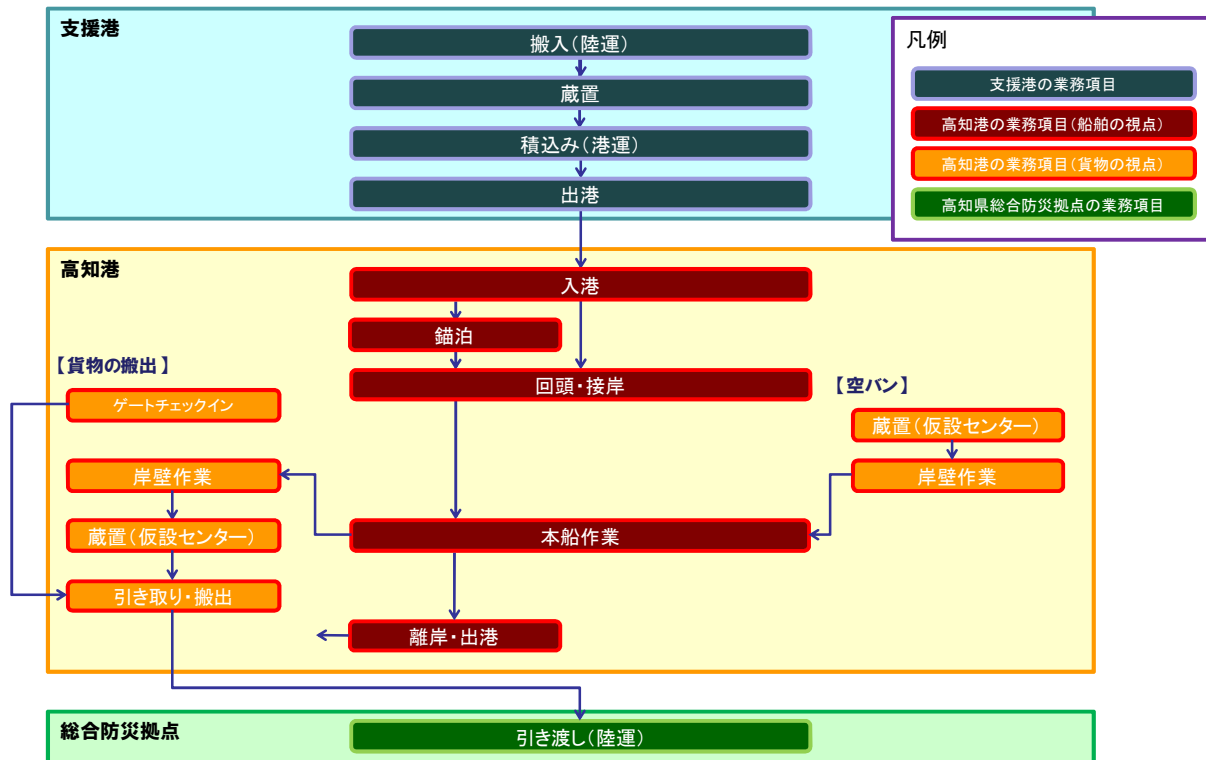 支援港
搬入(陸運)
蔵置
積込み(港運)
出港
凡例
支援港の業務項目
高知港の業務項目(船舶の視点)
高知港の業務項目(貨物の視点)
高知県総合防災拠点の業務項目
高知港
入港
錨泊
回頭・接岸
【貨物の搬出】
ゲートチェックイン
岸壁作業
蔵置(仮設センター)
引き取り・搬出
【空バン】
蔵置(仮設センター)
岸壁作業
本船作業
離岸・出港
総合防災拠点
引き渡し(陸運)